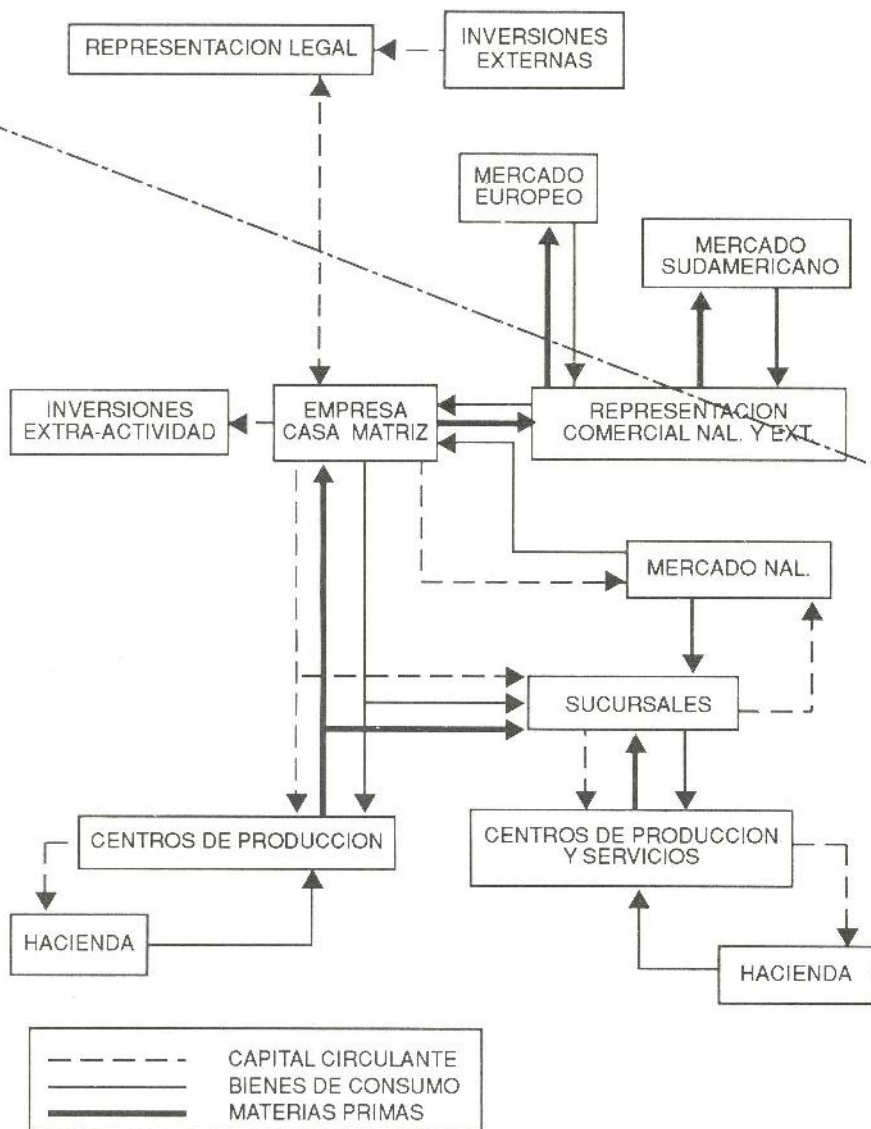 REPRESENTACION LEGAL
INVERSIONES
EXTERNAS
MERCADO
EUROPEO
MERCADO
SUDAMERICANO
INVERSIONES
EXTRA-ACTIVIDAD
EMPRESA
CASA MATRIZ
REPRESENTACION
COMERCIAL NAL. Y EXT.
MERCADO NAL.
SUCURSALES
CENTROS DE PRODUCCION
CENTROS DE PRODUCCION
Y SERVICIOS
HACIENDA
HACIENDA
CAPITAL CIRCULANTE
BIENES DE CONSUMO
MATERIAS PRIMAS